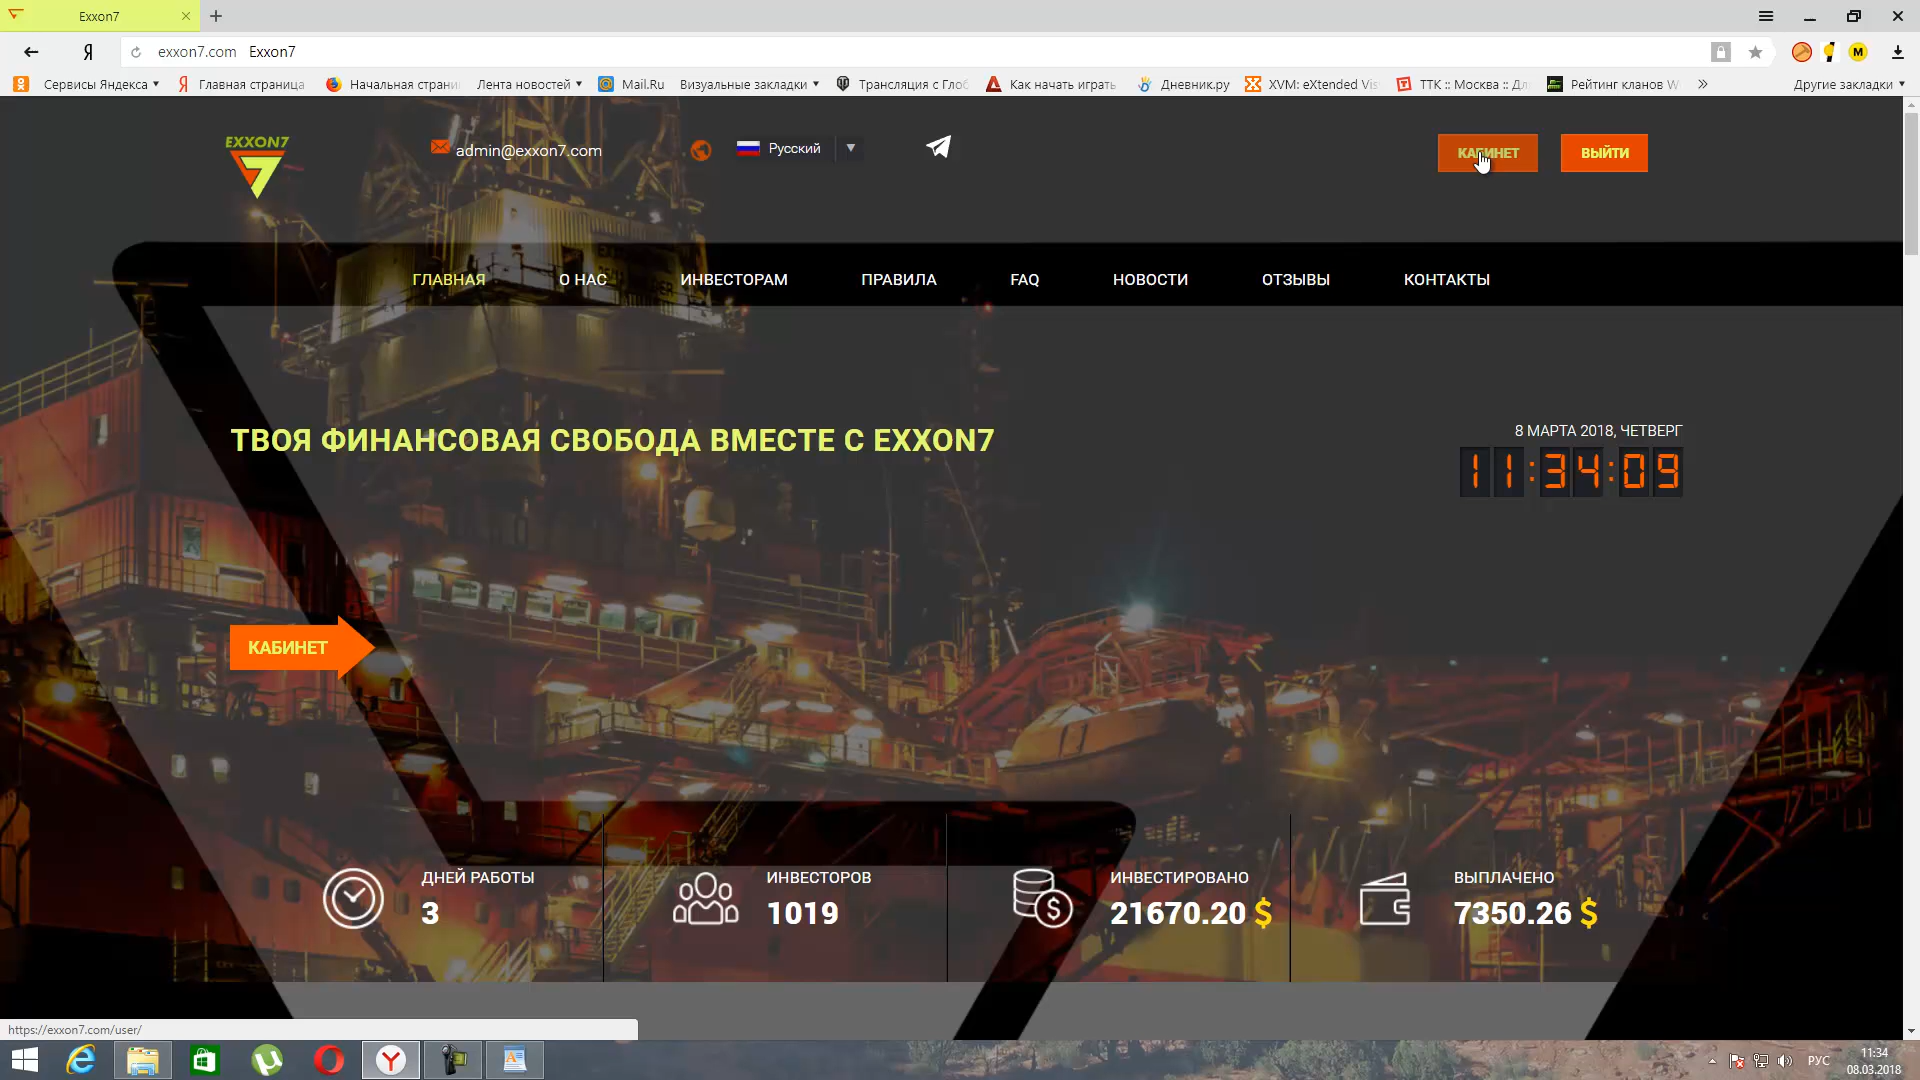 Exxon7
Я exxon7.com Exxon7
Сервисы Яндекса
Главная страница
Начальная страни
Лента новостей
Mail.Ru
Визуальные закладки
Трансляция с Глоб
Как начать играть
Дневник.ру
XVM: eXtended Vis
ТТК :: Москва :: Дл
Рейтинг кланов W
Другие закладки
EXXON7
7
admin@exxon7.com
Русский
КАБИНЕТ
ВЫЙТИ
ГЛАВНАЯ
О НАС
ИНВЕСТОРАМ
ПРАВИЛА
FAQ
НОВОСТИ
ОТЗЫВЫ
КОНТАКТЫ
ТВОЯ ФИНАНСОВАЯ СВОБОДА ВМЕСТЕ С EXXON7
8 МАРТА 2018, ЧЕТВЕРГ
11:34:09
КАБИНЕТ
ДНЕЙ РАБОТЫ
3
ИНВЕСТОРОВ
1019
ИНВЕСТИРОВАНО
21670.20 $
ВЫПЛАЧЕНО
7350.26 $
https://exxon7.com/user/
РУС
11:34
08.03.2018